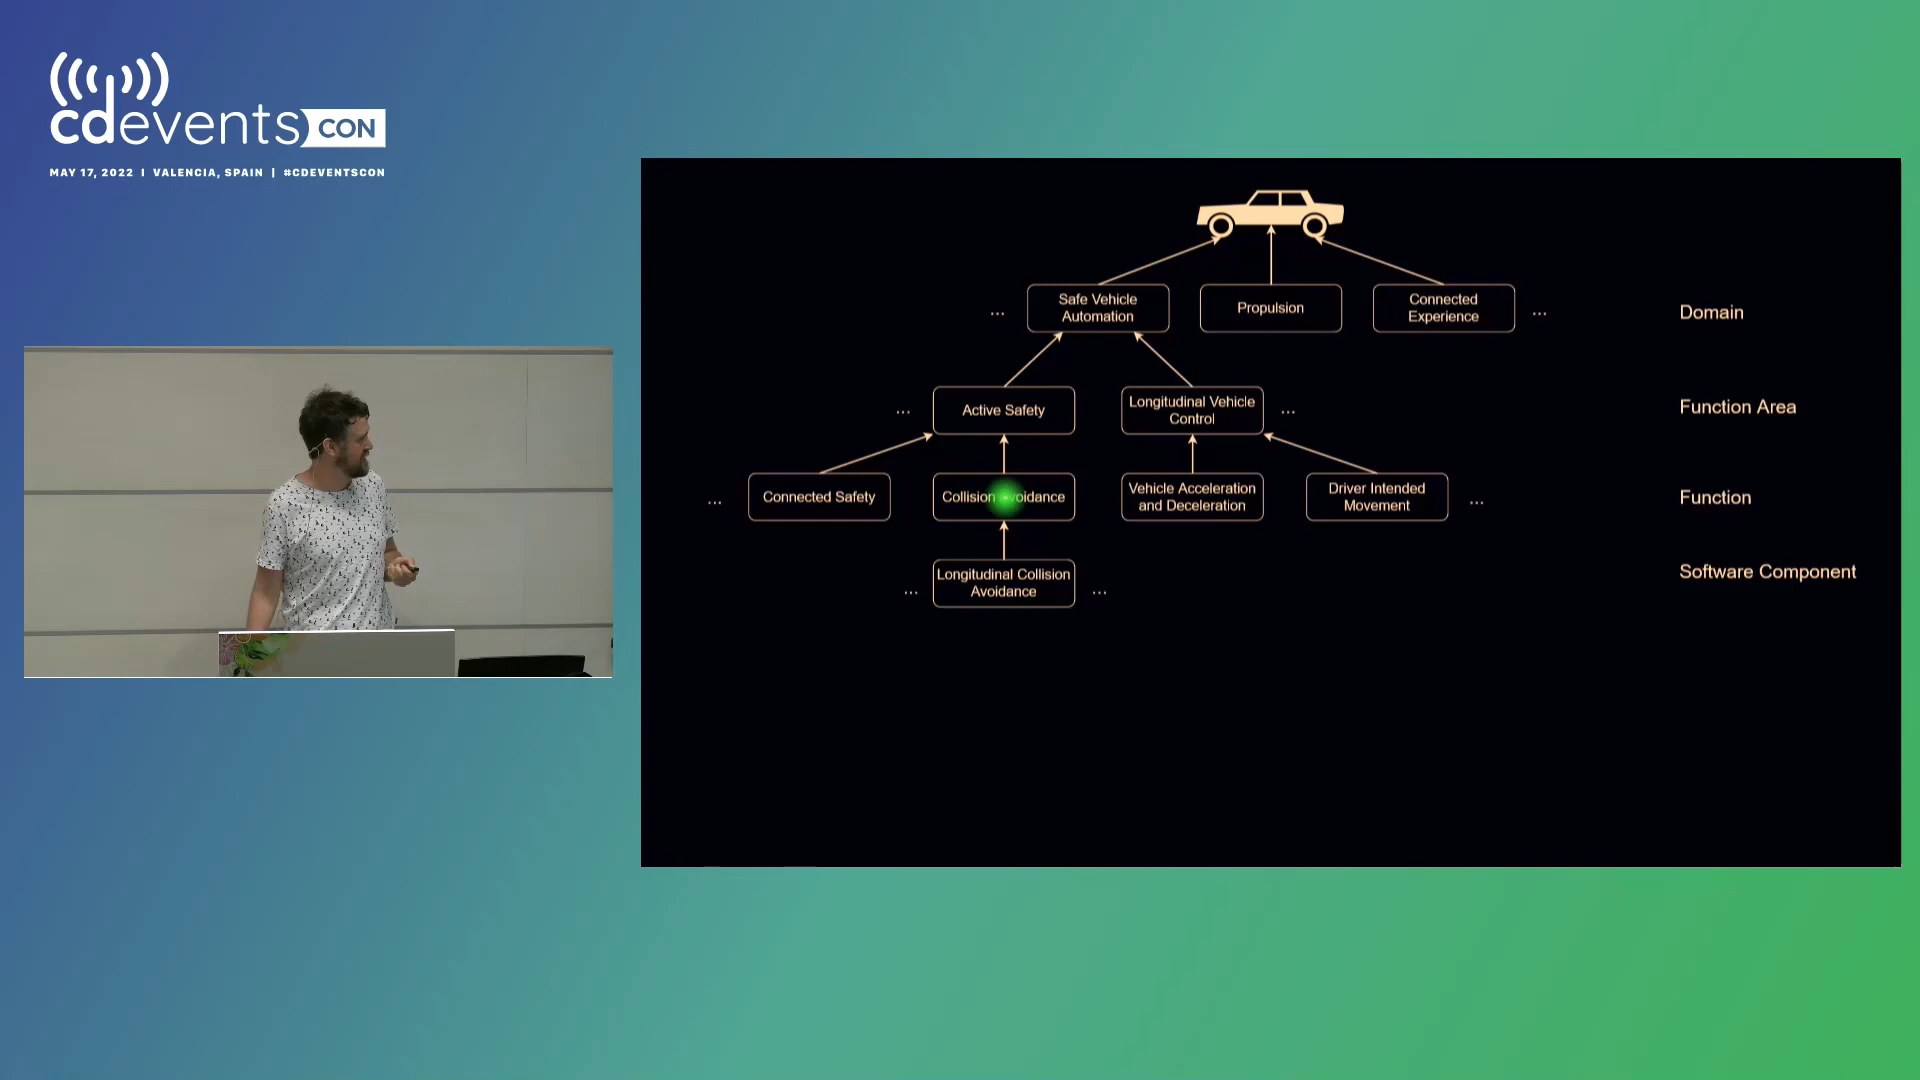 cdevents CON
MAY 17, 2022 I VALENCIA, SPAIN | #CDEVENTSCON
Safe Vehicle
Automation
Propulsion
Connected
Experience
Domain
...
...
Active Safety
Longitudinal Vehicle
Control
Function Area
...
...
Connected Safety
Collision Avoidance
Vehicle Acceleration
and Deceleration
Driver Intended
Movement
Function
...
...
Longitudinal Collision
Avoidance
Software Component
...
...